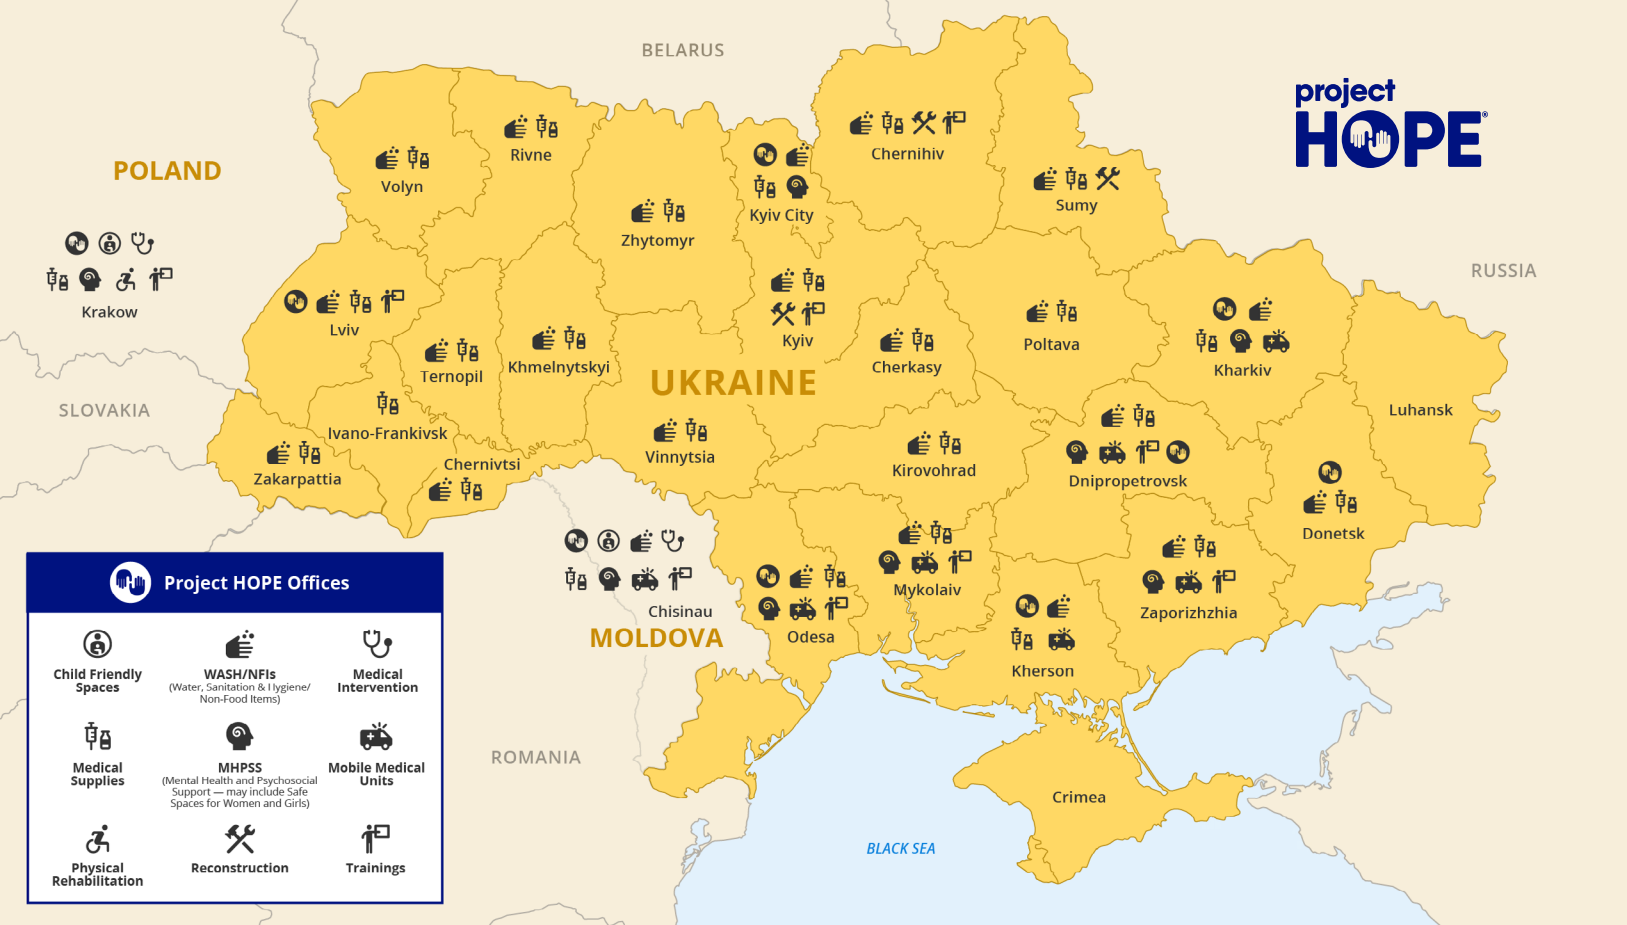 BELARUS
project
HOPE®
POLAND
Chernihiv
Rivne
Volyn
Sumy
Kyiv City
Zhytomyr
RUSSIA
Krakow
Lviv
Kyiv
Poltava
Khmelnytskyi
Cherkasy
Kharkiv
Ternopil
UKRAINE
SLOVAKIA
Luhansk
Ivano-Frankivsk
Vinnytsia
Chernivtsi
Kirovohrad
Zakarpattia
Dnipropetrovsk
Donetsk
Mykolaiv
Chisinau
Zaporizhzhia
MOLDOVA
Odesa
Kherson
ROMANIA
Crimea
BLACK SEA
Project HOPE Offices
Child Friendly
Spaces
WASH/NFIs
(Water, Sanitation & Hygiene/
Non-Food Items)
Medical
Intervention
Medical
Supplies
MHPSS
(Mental Health and Psychosocial
Support — may include Safe
Spaces for Women and Girls)
Mobile Medical
Units
Physical
Rehabilitation
Reconstruction
Trainings